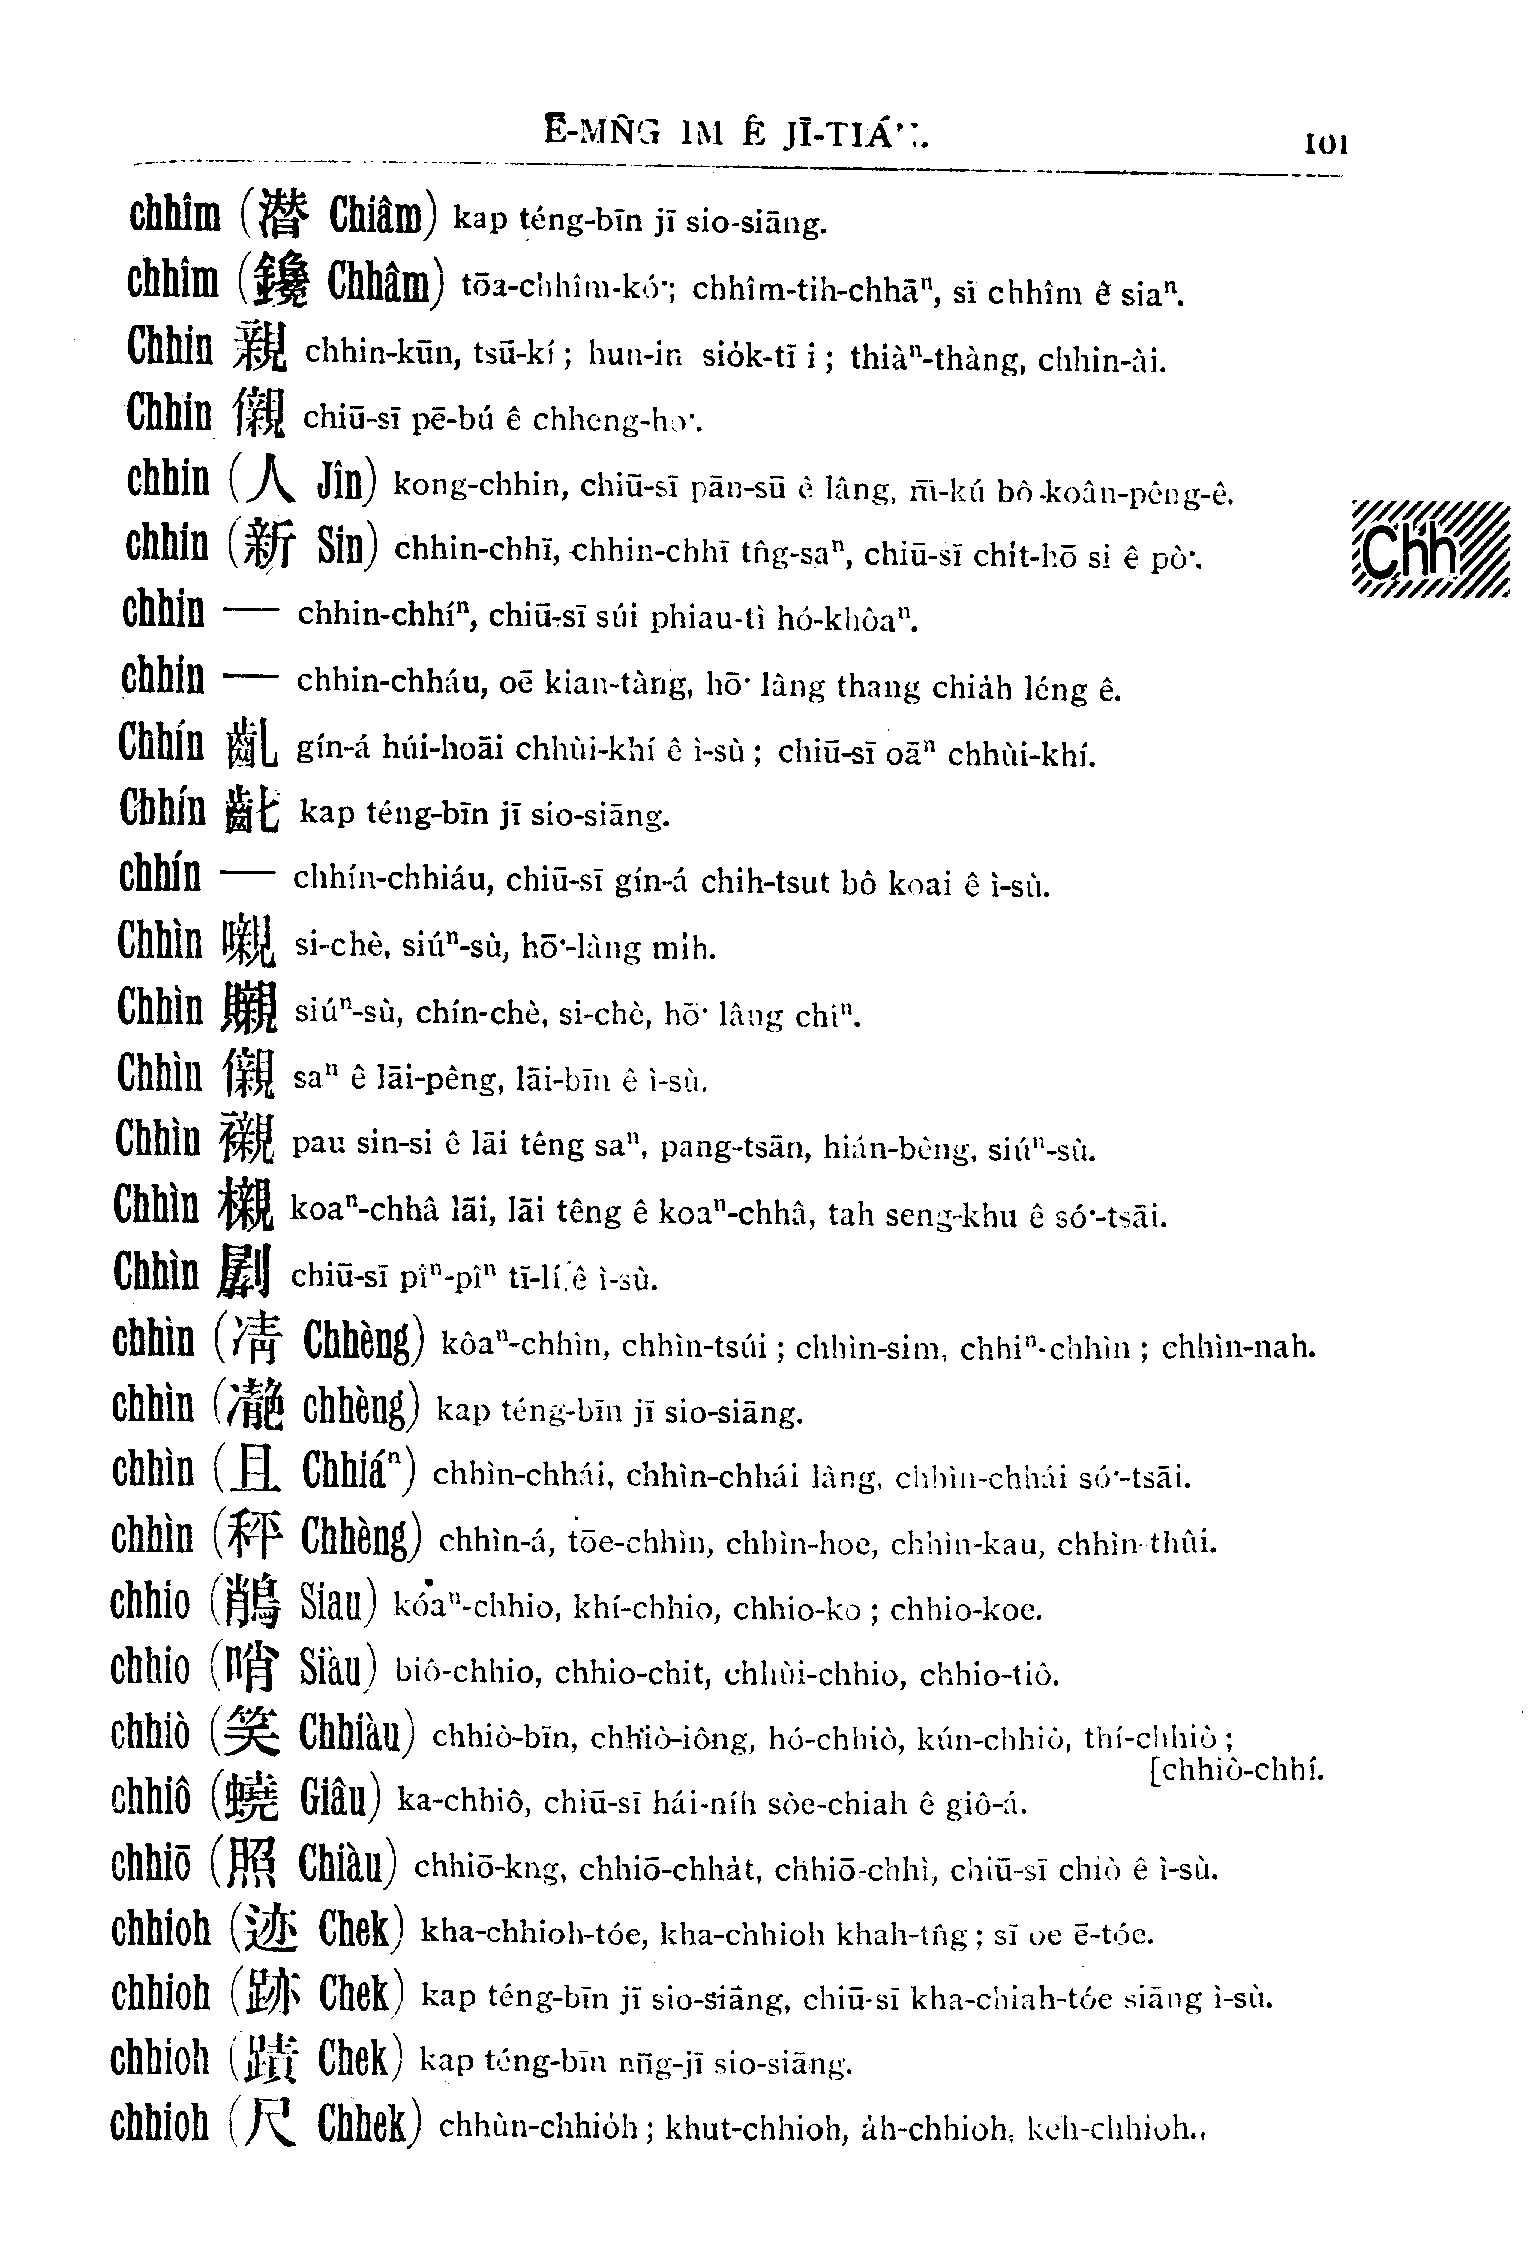 Ē-MN̂G IM Ê JĪ-TIÁN. 101
chhîm (潛 Chiâm) kap téng-bīn jī sio-siāng.
chhîm (鑱 Chhâm) tōa-chhîm-kó͘; chhîm-tih-chhāⁿ, sī chhîm ê siaⁿ.
Chhin 親 chhin-kūn, tsū-kí; hun-in sio̍k-tī i; thiàⁿ-thàng, chhin-ài.
Chhin 儭 chiū-sī pē-bú ê chheng-ho͘.
chhin (人 Jîn) kong-chhin, chiū-sī pān-sū ê lâng, m̄-kú bô-koân-pêng-ê.
chhin (新 Sin) chhin-chhī, chhin-chhī tn̂g-saⁿ, chiū-sī chi̍t-hō si ê pò͘.
chhin — chhin-chhíⁿ, chiū-sī súi phiau-tì hó-khòaⁿ.
chhin — chhin-chháu, oē kian-tàng, hō͘ lâng thang chia̍h léng ê.
Chhín 齓 gín-á húi-hoāi chhùi-khí ê ì-sù; chiū-sī oāⁿ chhùi-khí.
Chhín 齔 kap téng-bīn jī sio-siāng.
chhín — chhín-chhiáu, chiū-sī gín-á chih-tsut bô koai ê ì-sù.
Chhìn 嚫 si-chè, siúⁿ-sù, hō͘-lâng mi̍h.
Chhìn 賙 siúⁿ-sù, chín-chè, si-chè, hō͘ lâng chîⁿ.
Chhìn 儭 saⁿ ê lāi-pêng, lāi-bīn ê ì-sù.
Chhìn 襯 pau sin-si ê lāi têng saⁿ, pang-tsān, hián-bêng, siúⁿ-sù.
Chhìn 櫬 koaⁿ-chhâ lāi, lāi têng ê koaⁿ-chhâ, tah seng-khu ê só͘-tsāi.
Chhìn chiū-sī pîⁿ-pîⁿ tī-lí ê ì-sù.
chhìn (凊 Chhèng) kôaⁿ-chhìn, chhìn-tsúi; chhìn-sim, chhiⁿ-chhìn; chhìn-nah.
chhìn (瀞 chhèng) kap téng-bīn jī sio-siāng.
chhìn (且 Chhiáⁿ) chhìn-chhái, chhìn-chhái lâng, chhìn-chhái só͘-tsāi.
chhìn (秤 Chhèng) chhìn-á, tōe-chhìn, chhìn-hoe, chhìn-kau, chhìn-thûi.
chhio (鷦 Siau) kóaⁿ-chhio, khí-chhio, chhio-ko; chhio-koe.
chhio (哨 Siàu) biô-chhio, chhio-chit, chhùi-chhio, chhio-tiô.
chhiò (笑 Chhiàu) chhiò-bīn, chhiò-iông, hó-chhiò, kún-chhiò, thí-chhiò;
[chhiò-chhí.
chhiô (蟯 Giâu) ka-chhiô, chiū-sī hái-ni̍h sòe-chiah ê giô-á.
chhiō (照 Chiàu) chhiō-kng, chhiō-chha̍t, chhiō-chhì, chiū-sī chiò ê ì-sù.
chhioh (迹 Chek) kha-chhioh-tóe, kha-chhioh khah-tn̂g; sī oe ē-tóe.
chhioh (跡 Chek) kap téng-bīn jī sio-siāng, chiū-sī kha-chiah-tóe siāng ì-sù.
chhioh (蹟 Chek) kap téng-bīn nn̄g-jī sio-siāng.
chhioh (尺 Chhek) chhùn-chhio̍h; khut-chhioh, a̍h-chhioh, keh-chhioh.
Chh